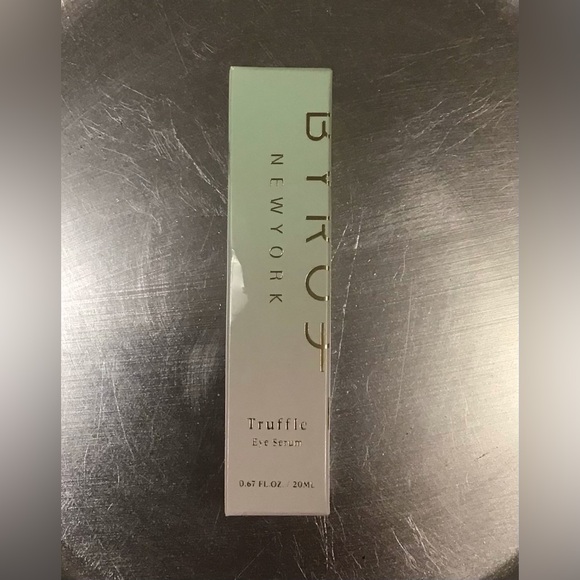 BYROE
NEWYORK
Truffle
Eye Serum
0.67 FL.OZ. / 20ML